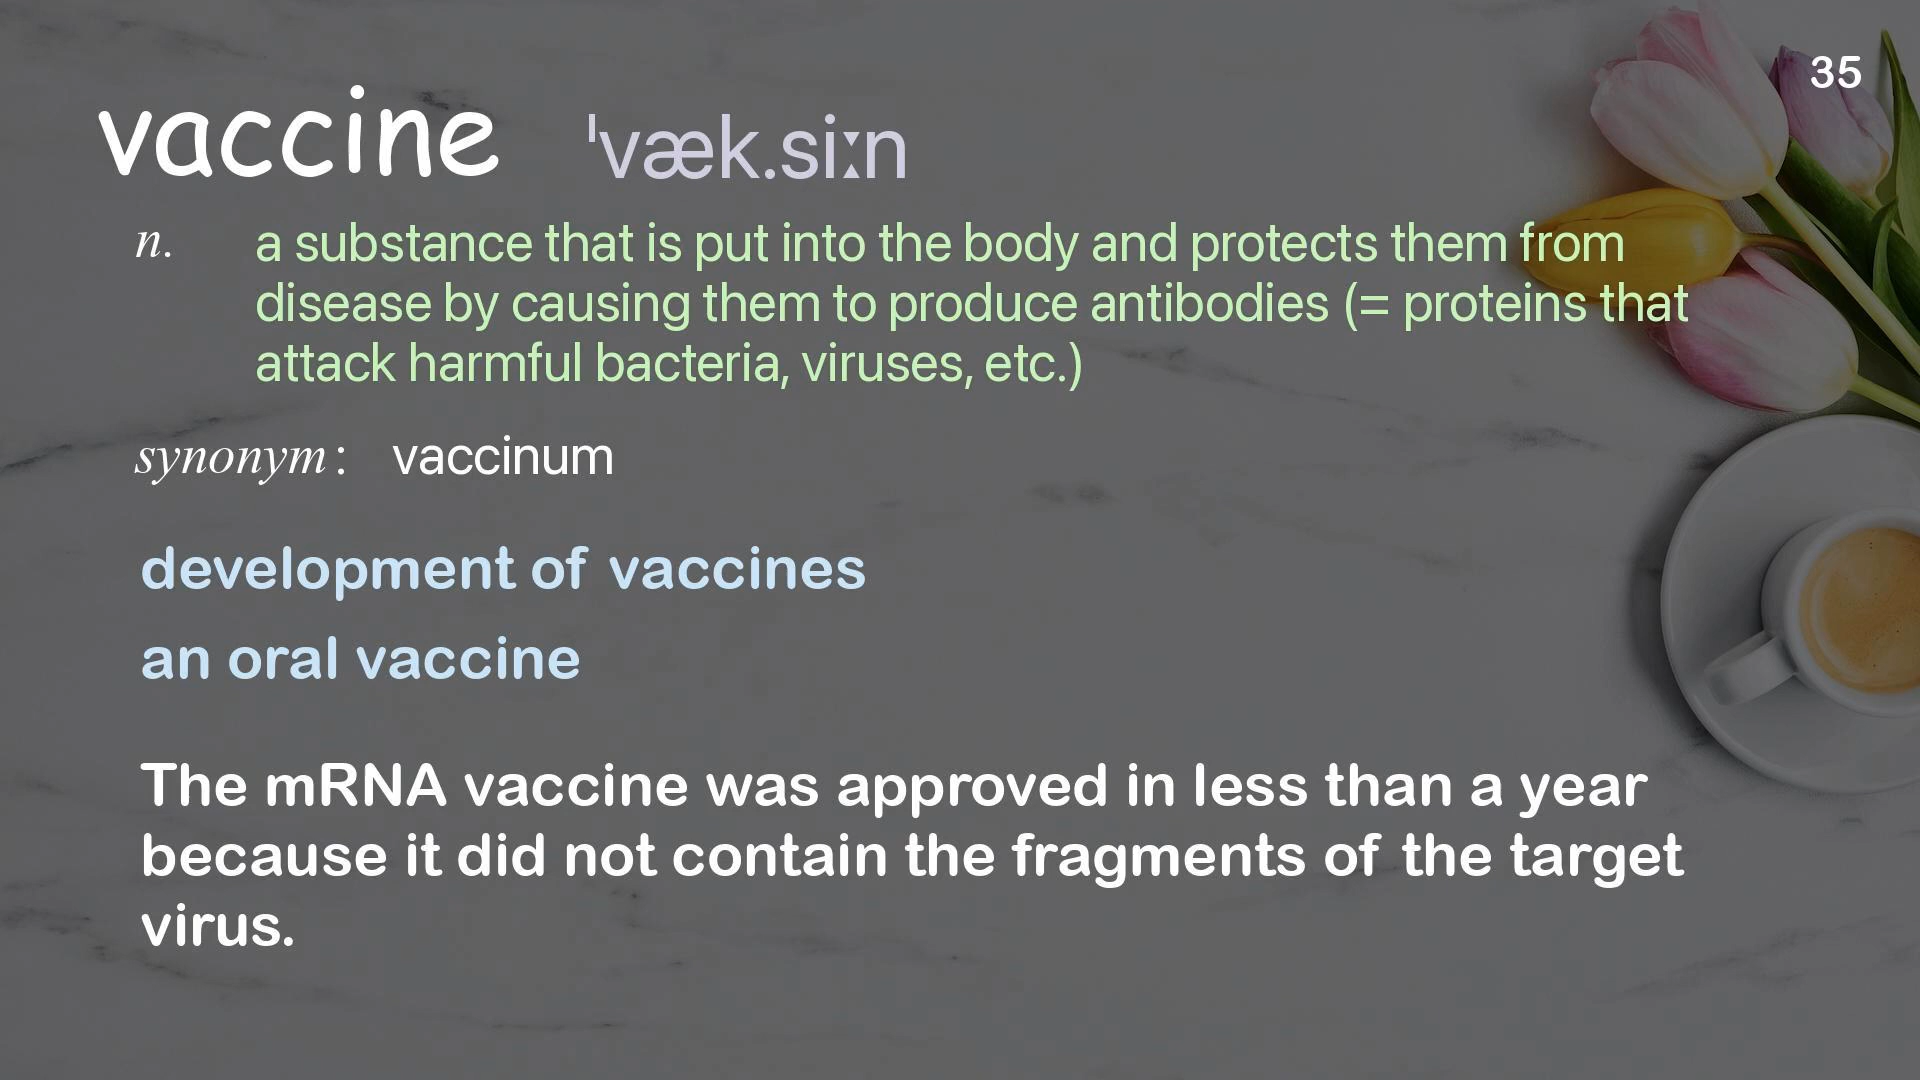 35
vaccine ˈvæk.siːn
n. a substance that is put into the body and protects them from
disease by causing them to produce antibodies (= proteins that
attack harmful bacteria, viruses, etc.)
synonym: vaccinum
development of vaccines
an oral vaccine
The mRNA vaccine was approved in less than a year
because it did not contain the fragments of the target
virus.